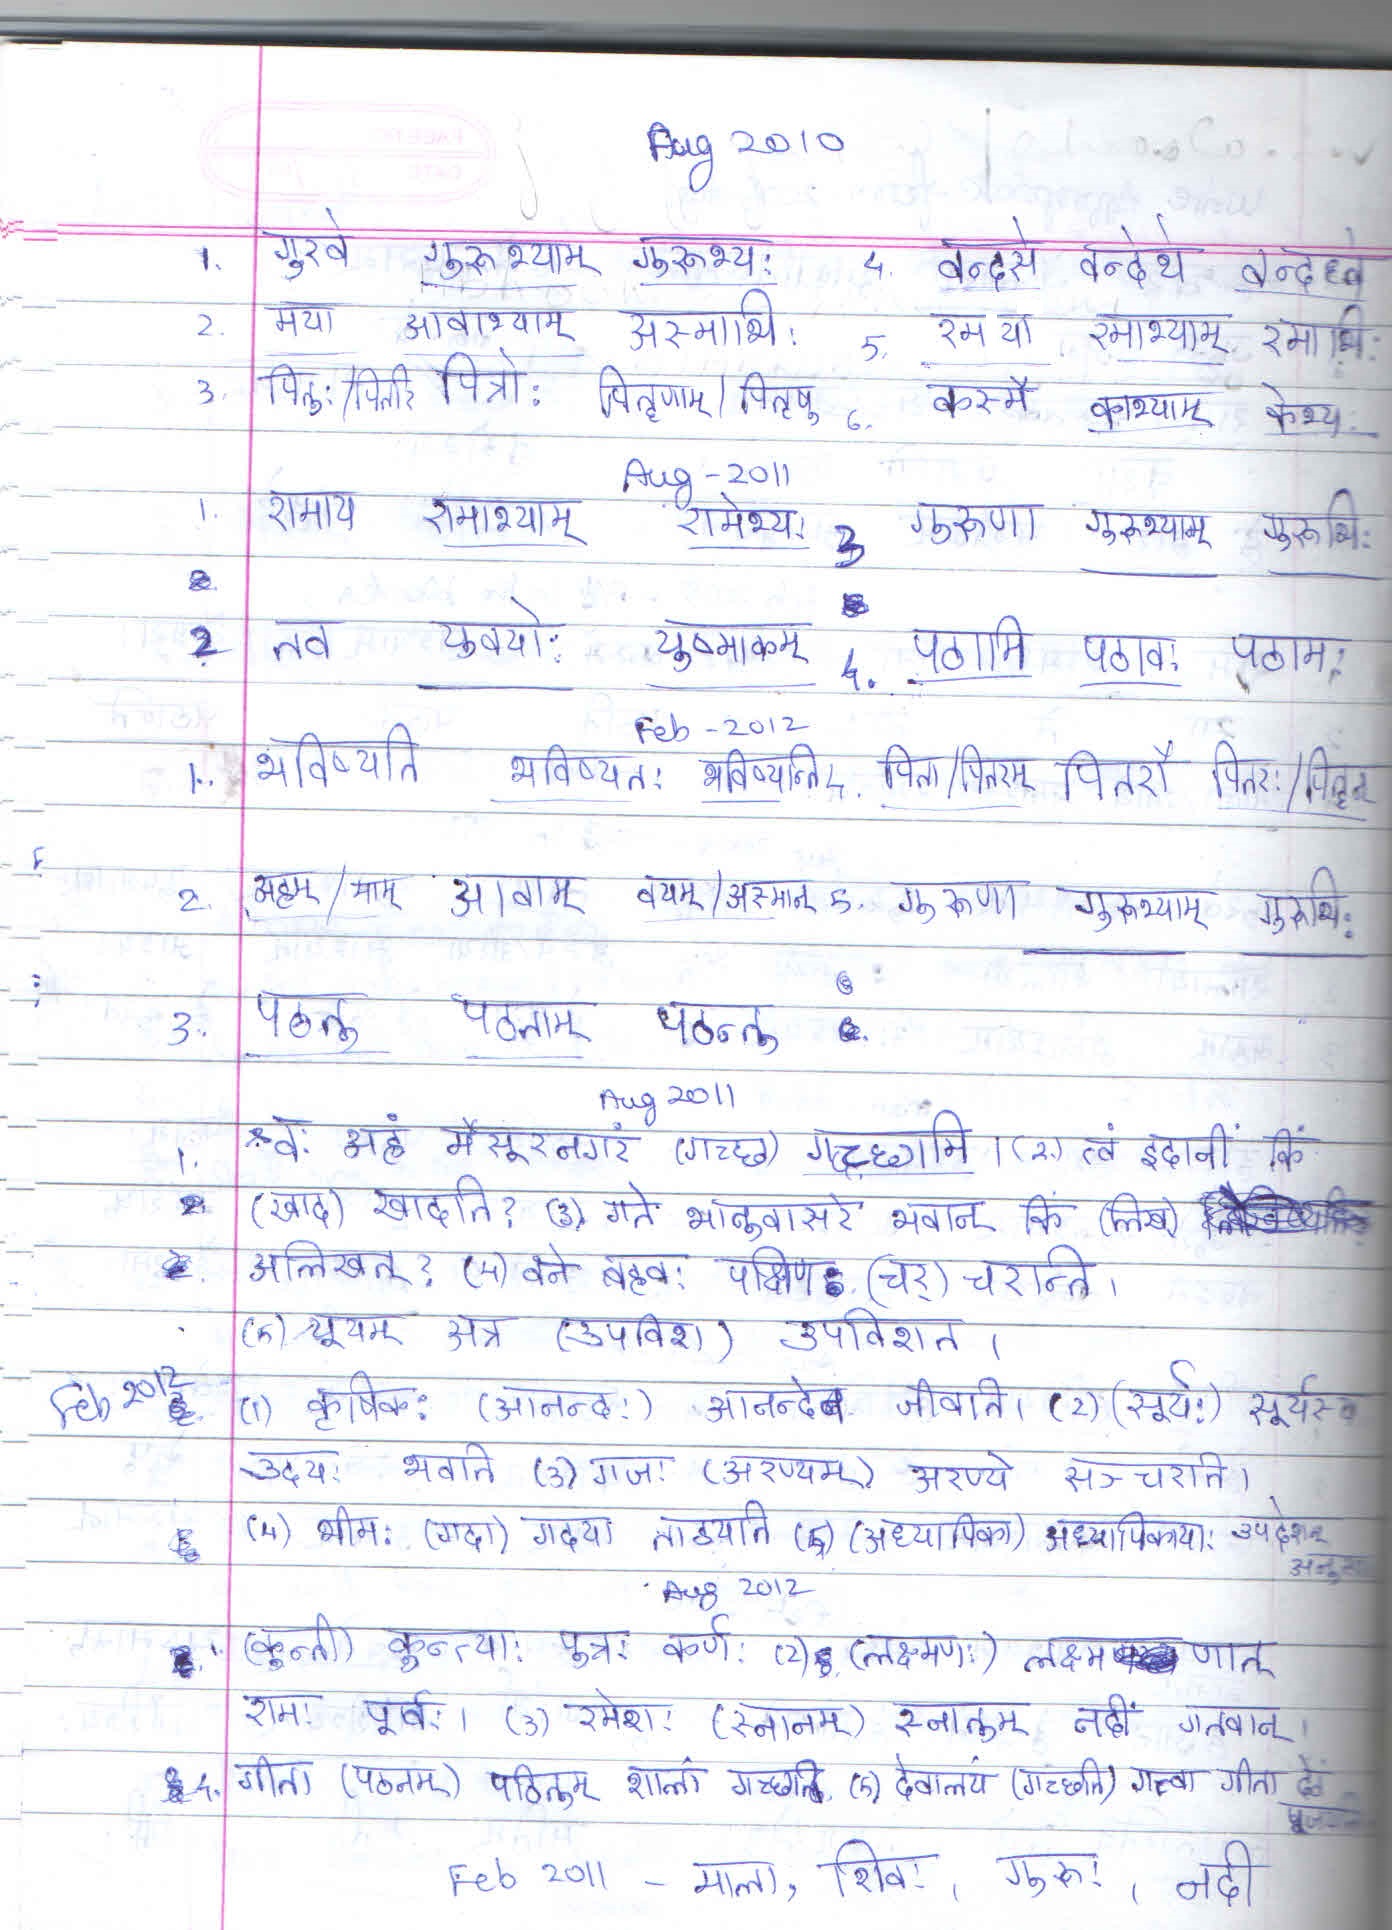 Aug 2010
1. गुरवे गुरूभ्याम् गुरूभ्यः 4. वन्दसे वन्देथे वन्दध्वे
2. मया आवाभ्याम् अस्माभिः 5. रमया रमाभ्याम् रमाभिः
3. पितुः/पितरि पित्रोः पितृणाम्/पितृषु 6. कस्मै काभ्याम् केभ्यः
Aug - 2011
1. रामाय रामाभ्याम् रामेभ्यः 3 गुरूणा गुरूभ्याम् गुरूभिः
2 तव युवयोः युष्माकम् 4. पठामि पठावः पठामः
Feb - 2012
1. भविष्यति भविष्यतः भविष्यन्ति 4. पिता/पितरम् पितरौ पितरः/पितृन्
2. अहम्/माम् आवाम् वयम्/अस्मान् 5. गुरूणा गुरूभ्याम् गुरूभिः
3. पठतु पठताम् पठन्तु
Aug 2011
1. श्वः अहं मैसूरनगरं (गच्छ) गच्छामि । (2) त्वं इदानीं किं
(खाद) खादति? (3) गते भानुवासरे भवान् किं (लिख)
अलिखत्? (4) वने बहवः पक्षिणः (चर्) चरान्ति ।
(5) यूयम् अत्र (उपविश) उपविशत ।
Feb 2012 (1) कृषिकः (आनन्दः) आनन्देन जीवति। (2) (सूर्यः) सूर्यस्य
उदयः भवति (3) गजः (अरण्यम्) अरण्ये सञ्चरति।
(4) भीमः (गदा) गदया ताडयति (5) (अध्यापिका) अध्यापिकायाः उपदेशम्
Aug 2012
1. (कुन्ती) कुन्त्याः पुत्रः कर्णः (2) (लक्ष्मणः) लक्ष्मणात्
रामः पूर्वः। (3) रमेशः (स्नानम्) स्नातुम् नदीं गतवान् ।
4. गीता (पठनम्) पठितुम् शालां गच्छति (5) देवालयं (गच्छति) गत्वा गीता देवं
Feb 2011 - माला, शिवः, गुरूः, नदी